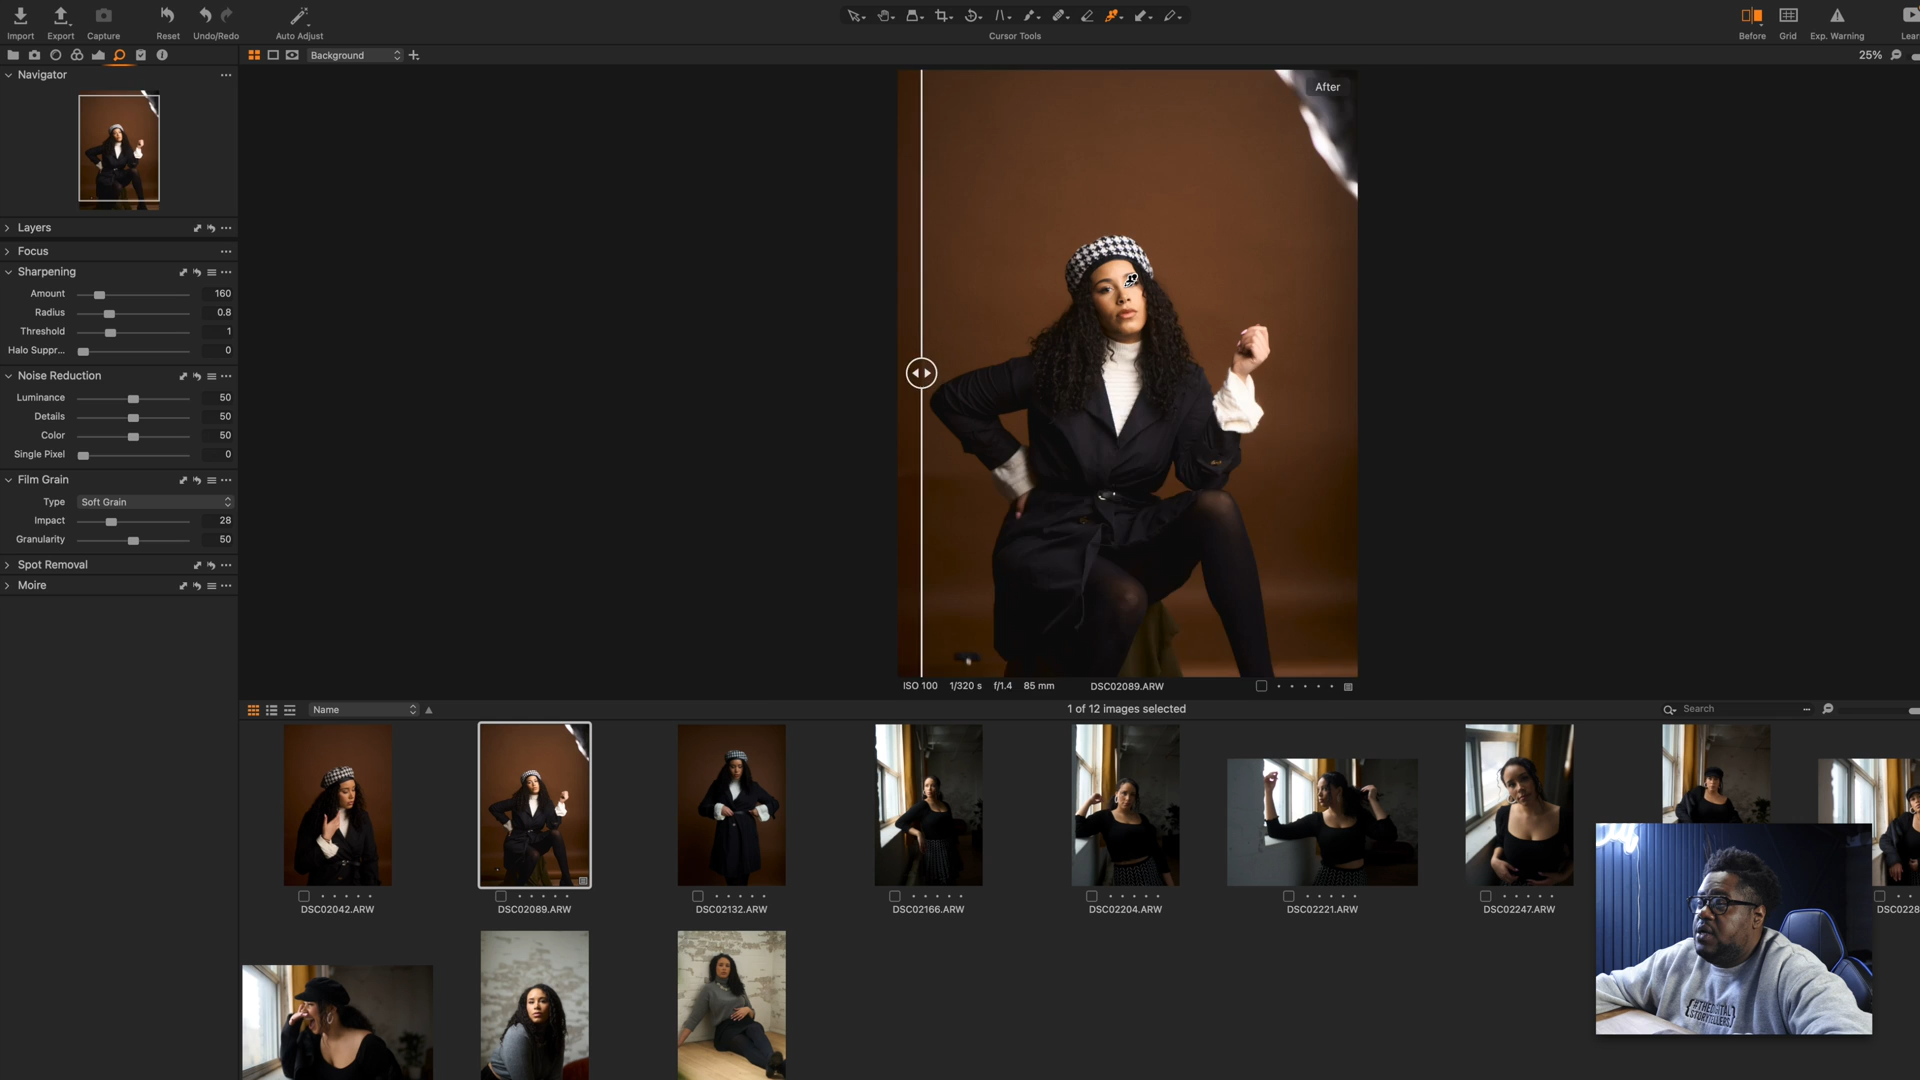 Import
Export
Capture
Reset
Undo/Redo
Auto Adjust
Cursor Tools
Before
Grid
Exp. Warning
Background
25%
Navigator
Layers
Focus
Sharpening
Amount 160
Radius 0.8
Threshold 1
Halo Suppr... 0
Noise Reduction
Luminance 50
Details 50
Color 50
Single Pixel 0
Film Grain
Type Soft Grain
Impact 28
Granularity 50
Spot Removal
Moire
After
ISO 100 1/320 s f/1.4 85 mm DSC02089.ARW
Name
1 of 12 images selected
Search
DSC02042.ARW
DSC02089.ARW
DSC02132.ARW
DSC02166.ARW
DSC02204.ARW
DSC02221.ARW
DSC02247.ARW
DSC0228
#THEDIGITAL
STORYTELLERS